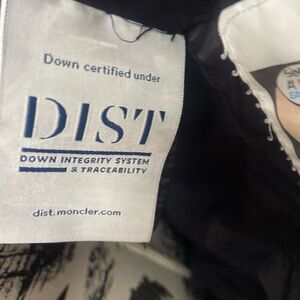 Down certified under
DIST
DOWN INTEGRITY SYSTEM
& TRACEABILITY
dist.moncler.com